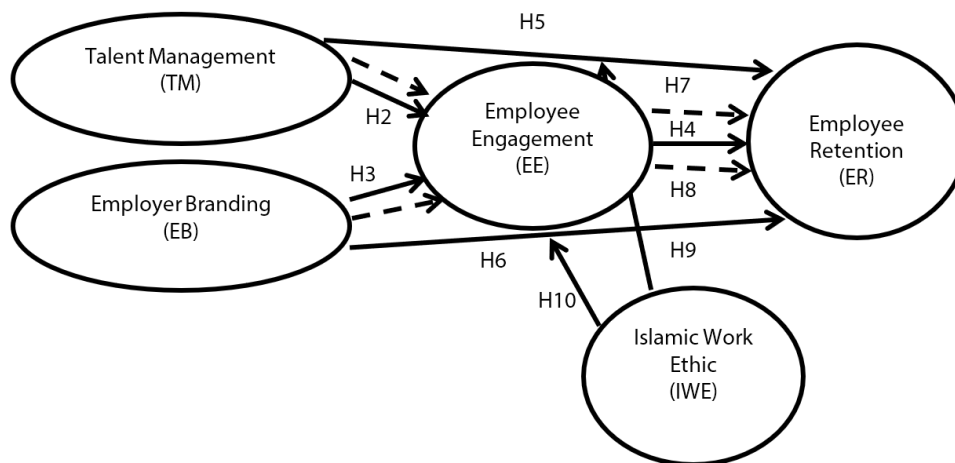 H5
Talent Management
(TM)
H2
H7
Employee
Engagement
(EE)
H4
Employee
Retention
(ER)
H3
H8
Employer Branding
(EB)
H6
H9
H10
Islamic Work
Ethic
(IWE)